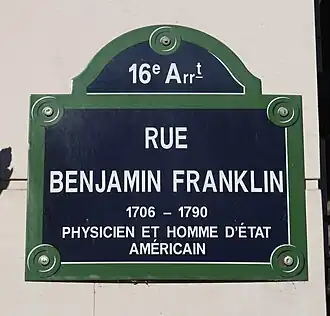 16e Arrt
RUE
BENJAMIN FRANKLIN
1706 – 1790
PHYSICIEN ET HOMME D'ÉTAT
AMÉRICAIN